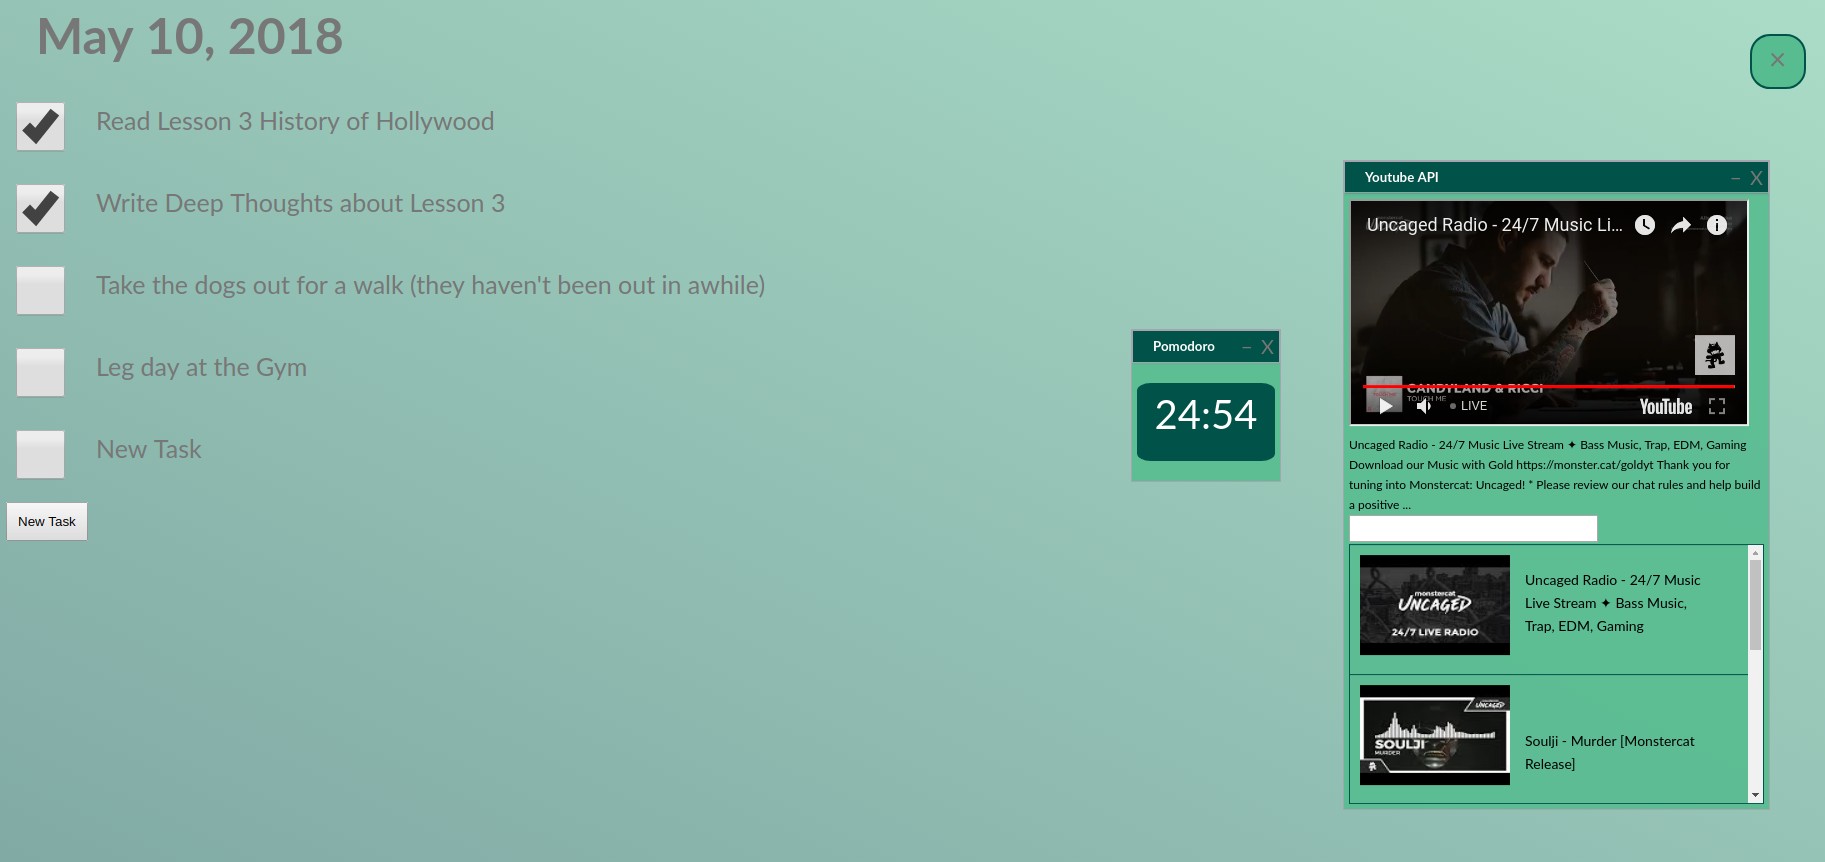 May 10, 2018
×
Read Lesson 3 History of Hollywood
Write Deep Thoughts about Lesson 3
Take the dogs out for a walk (they haven't been out in awhile)
Leg day at the Gym
New Task
New Task
Pomodoro – X
24:54
Youtube API – X
Uncaged Radio - 24/7 Music Li...
CANDYLAND & RICCI
TOUCH ME
LIVE
YouTube
Uncaged Radio - 24/7 Music Live Stream ✦ Bass Music, Trap, EDM, Gaming
Download our Music with Gold https://monster.cat/goldyt Thank you for
tuning into Monstercat: Uncaged! * Please review our chat rules and help build
a positive ...
monstercat
UNCAGED
24/7 LIVE RADIO
Uncaged Radio - 24/7 Music
Live Stream ✦ Bass Music,
Trap, EDM, Gaming
UNCAGED
SOULJI
MURDER
Soulji - Murder [Monstercat
Release]